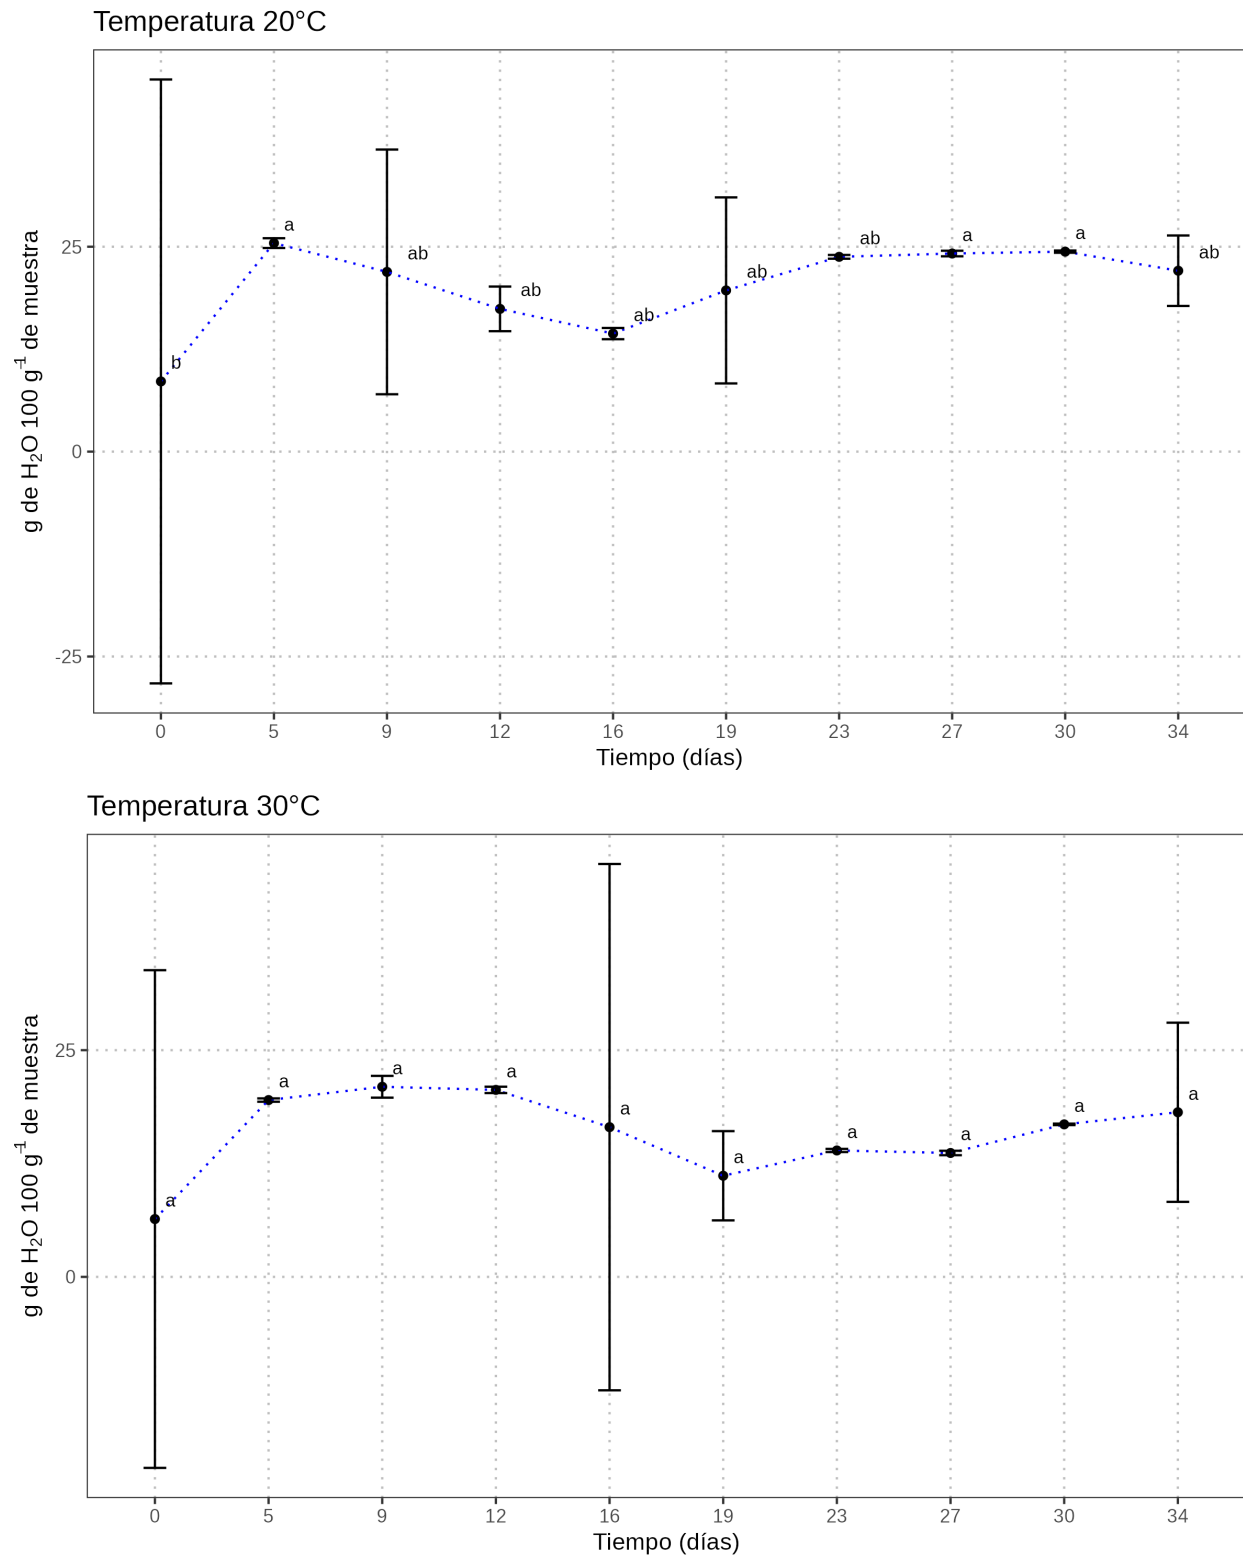 Temperatura 20°C
g de H₂O 100 g⁻¹ de muestra
25
0
-25
b
a
ab
ab
ab
ab
ab
a
a
ab
0 5 9 12 16 19 23 27 30 34
Tiempo (días)
Temperatura 30°C
g de H₂O 100 g⁻¹ de muestra
25
0
a
a
a
a
a
a
a
a
a
a
0 5 9 12 16 19 23 27 30 34
Tiempo (días)